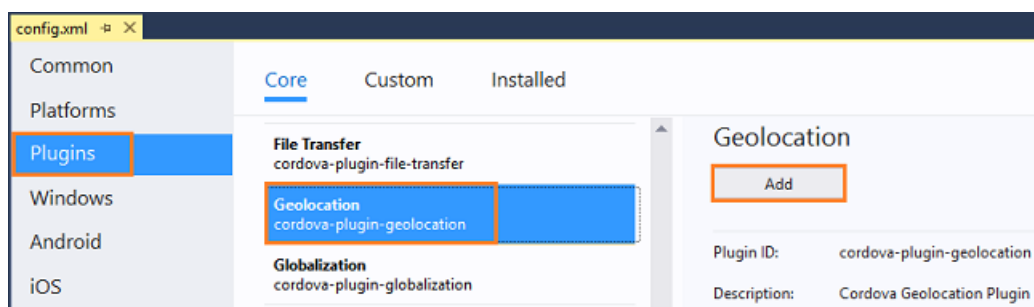 config.xml
Common
Platforms
Plugins
Windows
Android
iOS
Core Custom Installed
File Transfer
cordova-plugin-file-transfer
Geolocation
cordova-plugin-geolocation
Globalization
cordova-plugin-globalization
Geolocation
Add
Plugin ID: cordova-plugin-geolocation
Description: Cordova Geolocation Plugin